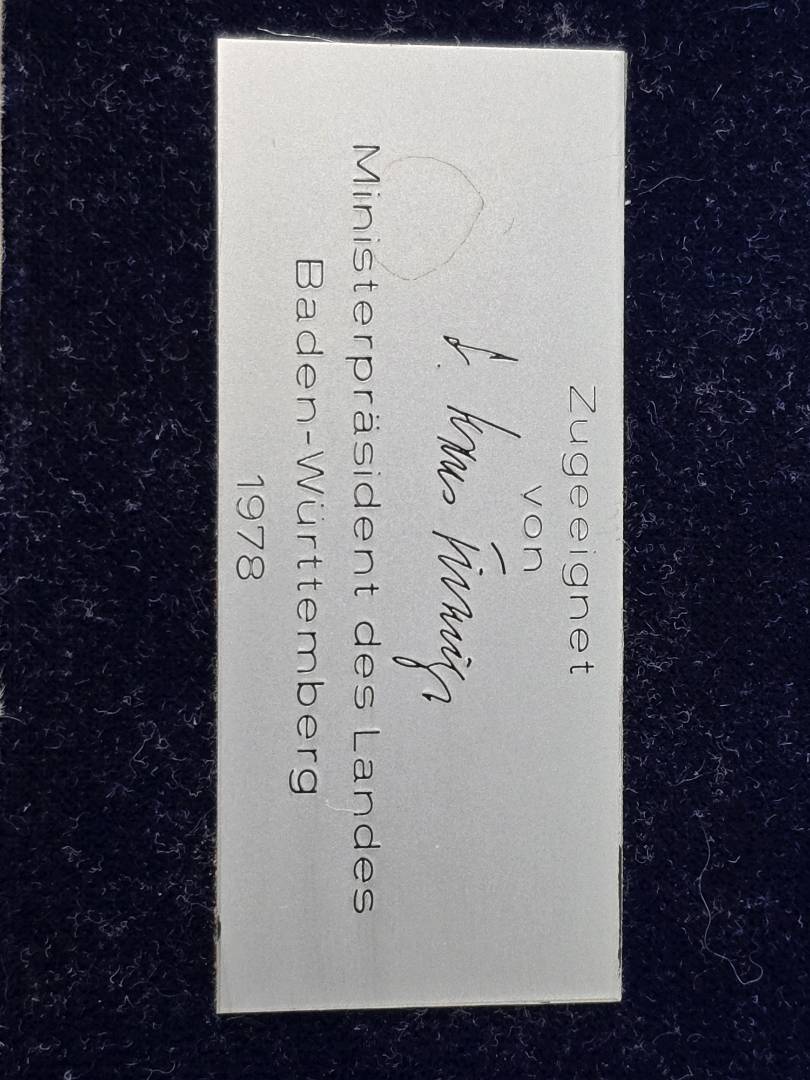 Zugeeignet
von
Ministerpräsident des Landes
Baden-Württemberg
1978